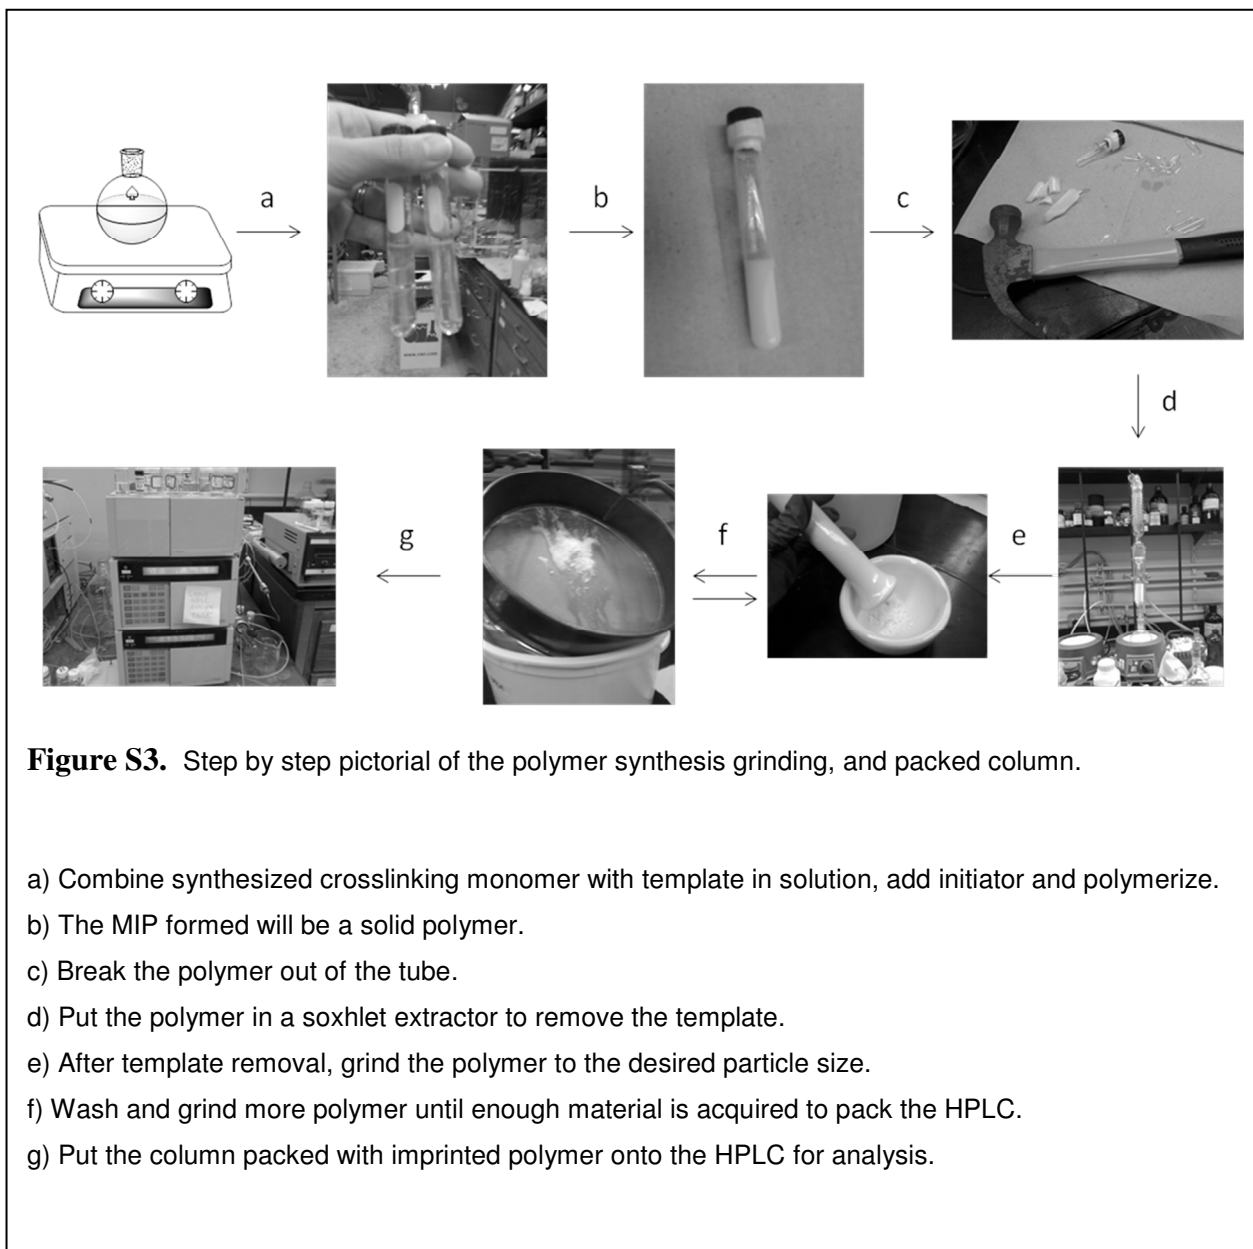 a
b
c
d
www.vwr.com
g
f
e
Figure S3. Step by step pictorial of the polymer synthesis grinding, and packed column.
a) Combine synthesized crosslinking monomer with template in solution, add initiator and polymerize.
b) The MIP formed will be a solid polymer.
c) Break the polymer out of the tube.
d) Put the polymer in a soxhlet extractor to remove the template.
e) After template removal, grind the polymer to the desired particle size.
f) Wash and grind more polymer until enough material is acquired to pack the HPLC.
g) Put the column packed with imprinted polymer onto the HPLC for analysis.